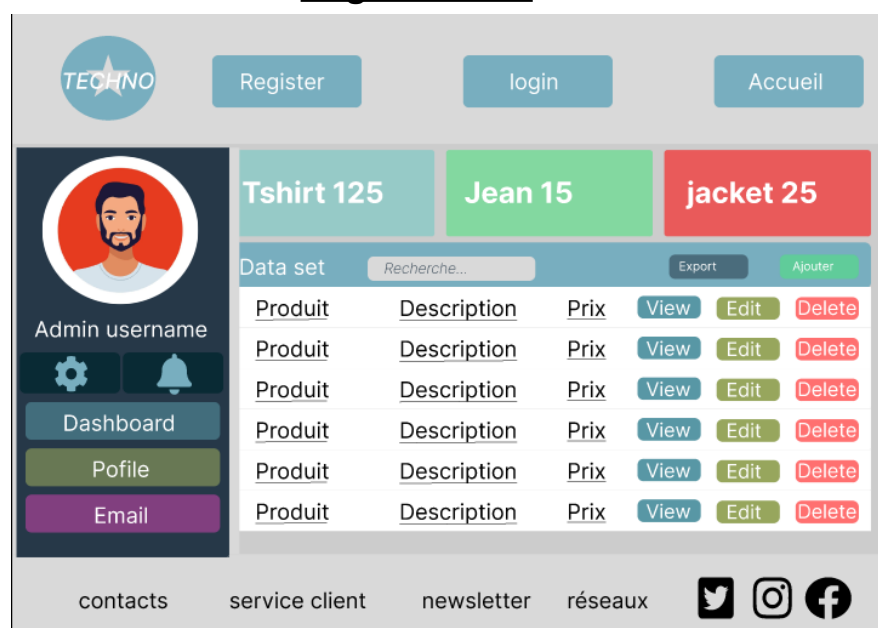 TECHNO
Register
login
Accueil
Tshirt 125
Jean 15
jacket 25
Admin username
Dashboard
Pofile
Email
Data set
Recherche...
Export
Ajouter
Produit Description Prix View Edit Delete
Produit Description Prix View Edit Delete
Produit Description Prix View Edit Delete
Produit Description Prix View Edit Delete
Produit Description Prix View Edit Delete
Produit Description Prix View Edit Delete
contacts
service client
newsletter
réseaux